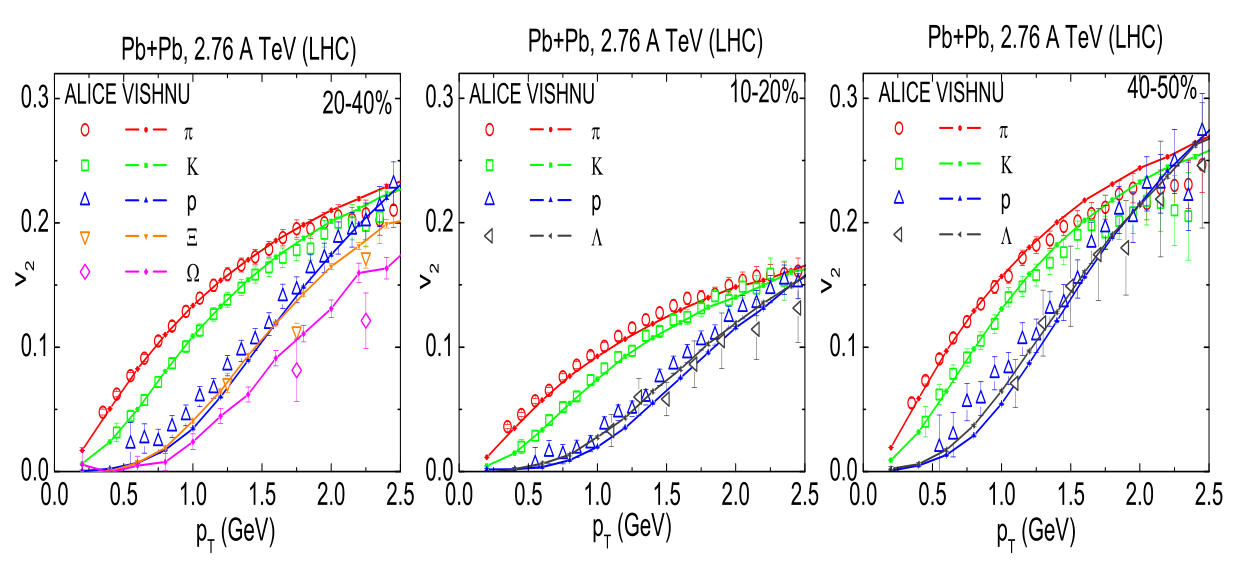 Pb+Pb, 2.76 A TeV (LHC)
ALICE VISHNU
20-40%
π
K
p
Ξ
Ω
0.3
0.2
0.1
0.0
v2
0.0 0.5 1.0 1.5 2.0 2.5
pT (GeV)
Pb+Pb, 2.76 A TeV (LHC)
ALICE VISHNU
10-20%
π
K
p
Λ
0.3
0.2
0.1
0.0
v2
0.0 0.5 1.0 1.5 2.0 2.5
pT (GeV)
Pb+Pb, 2.76 A TeV (LHC)
ALICE VISHNU
40-50%
π
K
p
Λ
0.3
0.2
0.1
0.0
v2
0.0 0.5 1.0 1.5 2.0 2.5
pT (GeV)